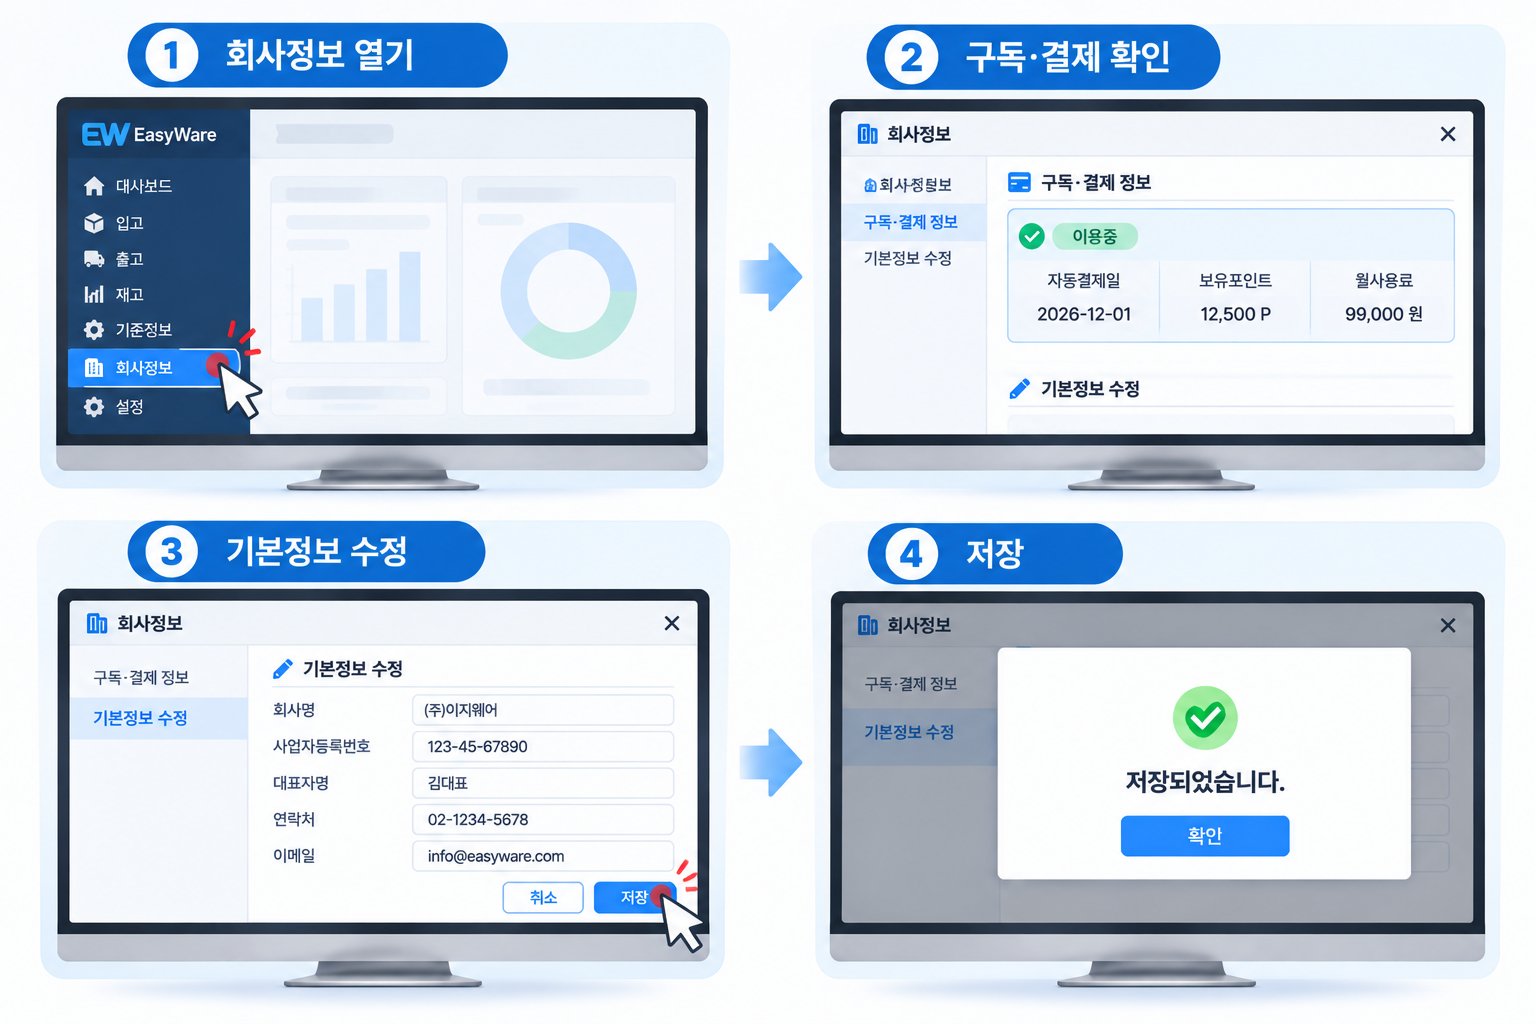 1 회사정보 열기
EW EasyWare
대사보드
입고
출고
재고
기준정보
회사정보
설정
2 구독·결제 확인
회사정보
구독·결제 정보
기본정보 수정
구독·결제 정보
이용중
자동결제일
2026-12-01
보유포인트
12,500 P
월사용료
99,000 원
기본정보 수정
3 기본정보 수정
회사정보
구독·결제 정보
기본정보 수정
기본정보 수정
회사명 (주)이지웨어
사업자등록번호 123-45-67890
대표자명 김대표
연락처 02-1234-5678
이메일 info@easyware.com
취소 저장
4 저장
회사정보
구독·결제 정보
기본정보 수정
저장되었습니다.
확안